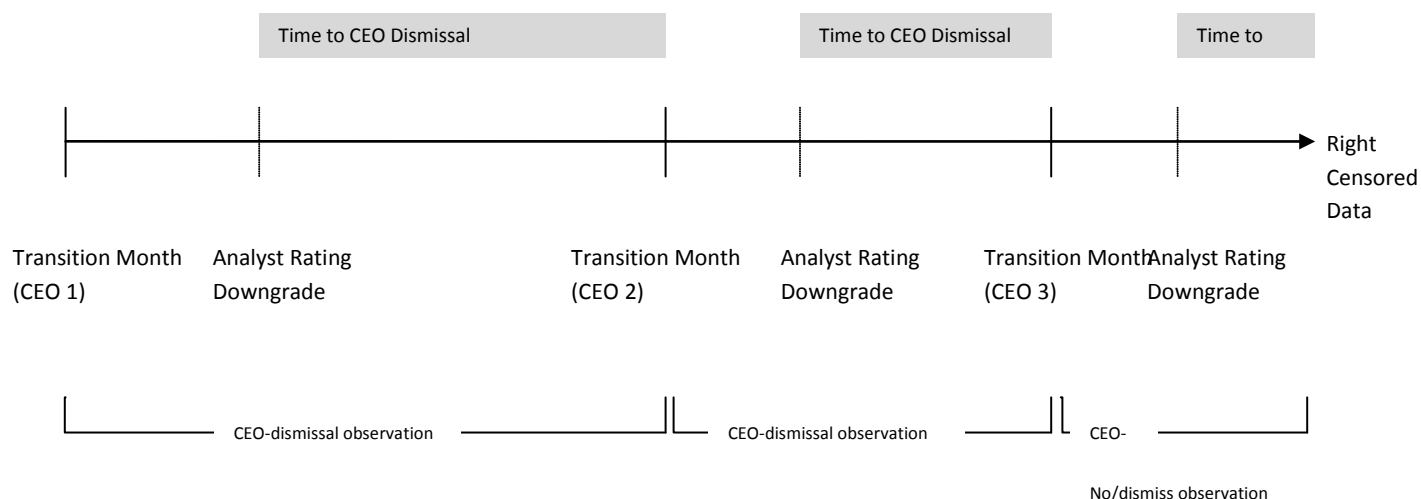 Time to CEO Dismissal
Time to CEO Dismissal
Time to
Right
Censored
Data
Transition Month
(CEO 1)
Analyst Rating
Downgrade
Transition Month
(CEO 2)
Analyst Rating
Downgrade
Transition Month
(CEO 3)
Analyst Rating
Downgrade
CEO-dismissal observation
CEO-dismissal observation
CEO-
No/dismiss observation